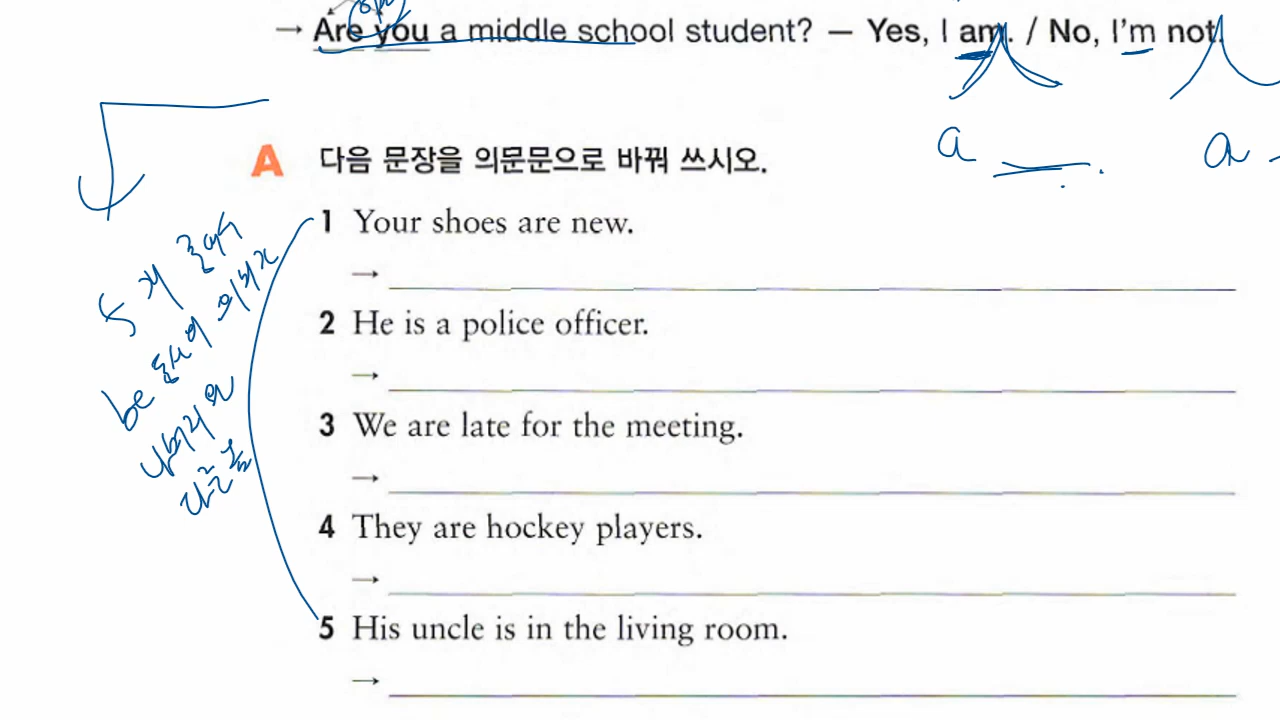 → Are you a middle school student? — Yes, I am. / No, I'm not.
a
a
A 다음 문장을 의문문으로 바꿔 쓰시오.
1 Your shoes are new.
→
2 He is a police officer.
→
3 We are late for the meeting.
→
4 They are hockey players.
→
5 His uncle is in the living room.
→
be